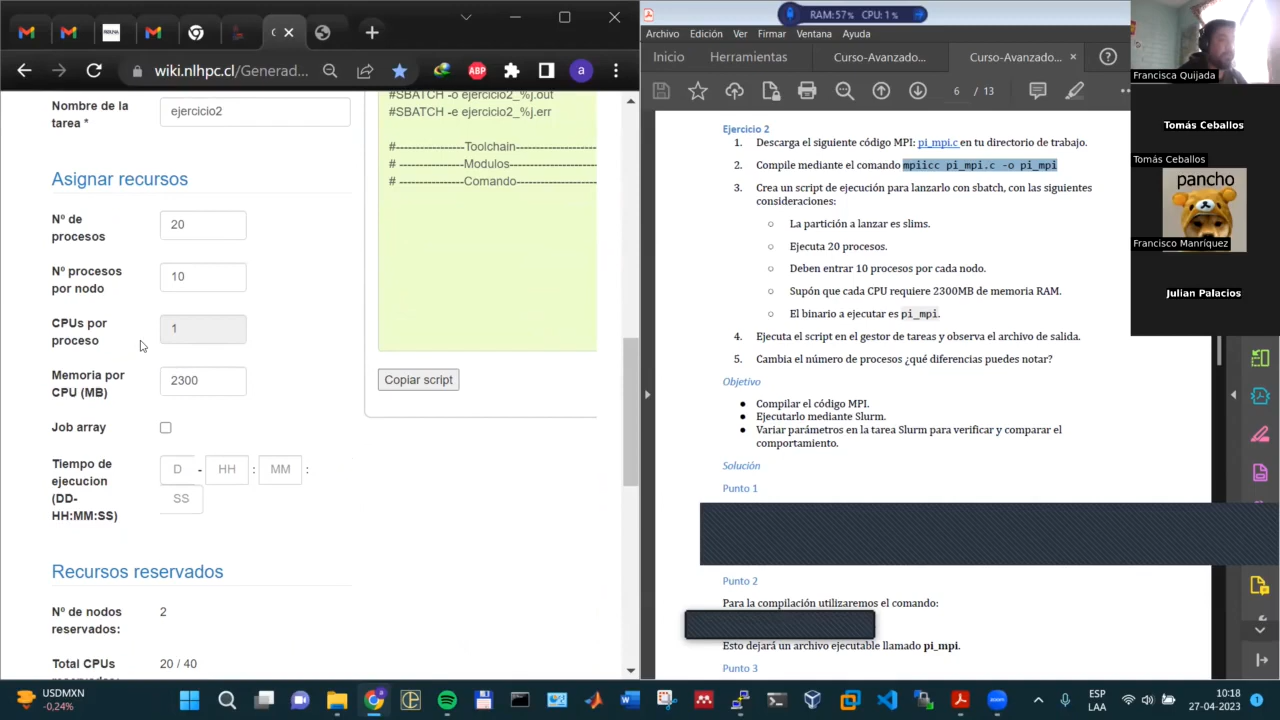 RAM:57% CPU: 1%
wiki.nlhpc.cl/Generad...
Nombre de la
tarea *
ejercicio2
Asignar recursos
Nº de
procesos
20
Nº procesos
por nodo
10
CPUs por
proceso
1
Memoria por
CPU (MB)
2300
Job array
Tiempo de
ejecucion
(DD-
HH:MM:SS)
D - HH : MM :
SS
Recursos reservados
Nº de nodos
reservados:
2
Total CPUs
20 / 40
#SBATCH -o ejercicio2_%j.out
#SBATCH -e ejercicio2_%j.err
#-----------------Toolchain---------------------------
# ----------------Modulos----------------------------
# ----------------Comando--------------------------
Copiar script
Archivo Edición Ver Firmar Ventana Ayuda
Inicio Herramientas Curso-Avanzado... Curso-Avanzado... ×
6 / 13
Ejercicio 2
1. Descarga el siguiente código MPI: pi_mpi.c en tu directorio de trabajo.
2. Compile mediante el comando mpiicc pi_mpi.c -o pi_mpi
3. Crea un script de ejecución para lanzarlo con sbatch, con las siguientes
consideraciones:
○ La partición a lanzar es slims.
○ Ejecuta 20 procesos.
○ Deben entrar 10 procesos por cada nodo.
○ Supón que cada CPU requiere 2300MB de memoria RAM.
○ El binario a ejecutar es pi_mpi.
4. Ejecuta el script en el gestor de tareas y observa el archivo de salida.
5. Cambia el número de procesos ¿qué diferencias puedes notar?
Objetivo
● Compilar el código MPI.
● Ejecutarlo mediante Slurm.
● Variar parámetros en la tarea Slurm para verificar y comparar el
comportamiento.
Solución
Punto 1
Punto 2
Para la compilación utilizaremos el comando:
Esto dejará un archivo ejecutable llamado pi_mpi.
Punto 3
Francisca Quijada
Tomás Ceballos
Tomás Ceballos
pancho
Francisco Manríquez
Julian Palacios
USDMXN
-0,24%
ESP
LAA
10:18
27-04-2023